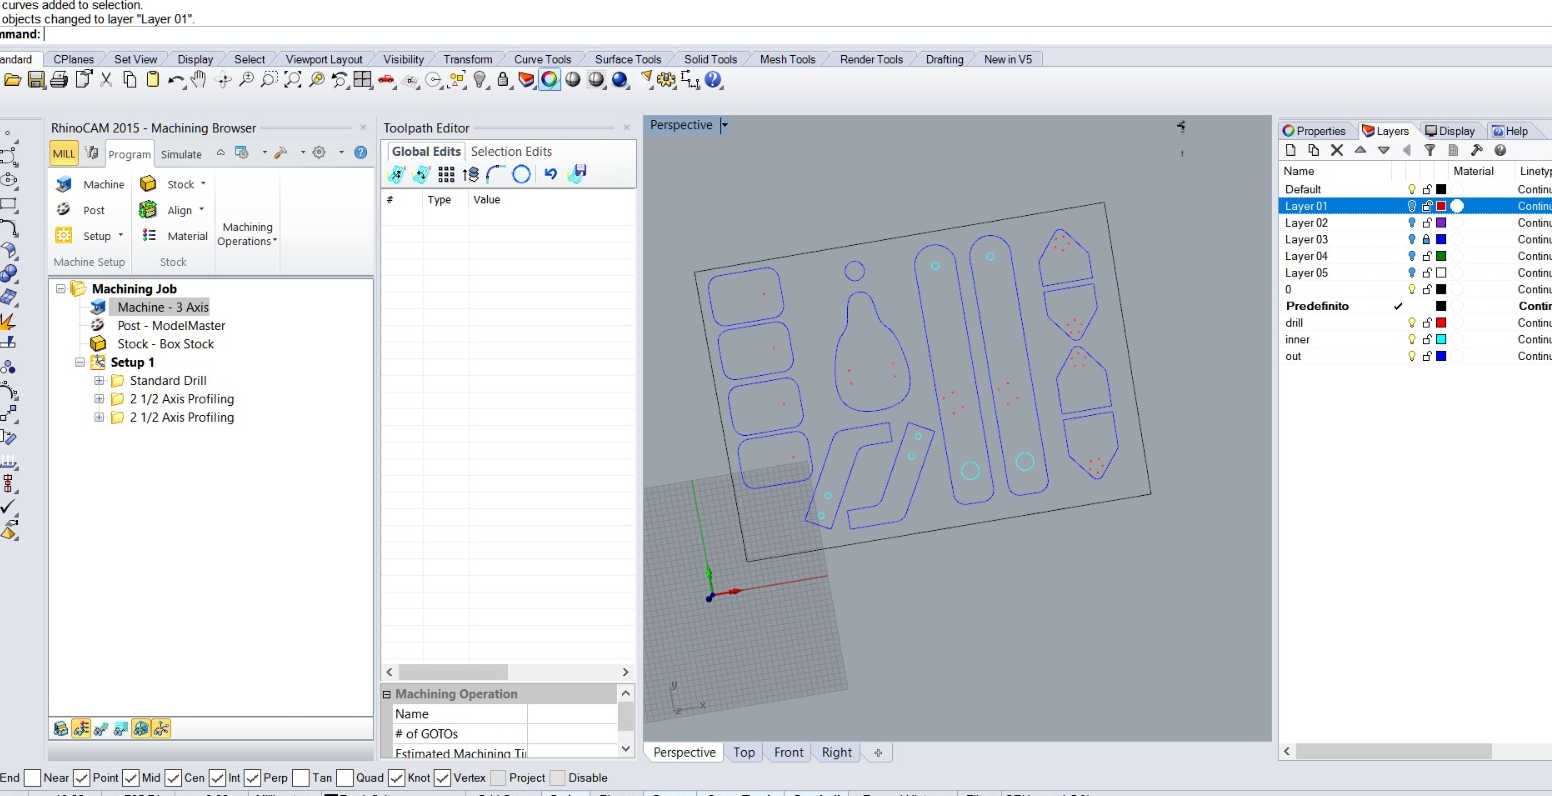 curves added to selection.
objects changed to layer "Layer 01".
mmand:
andard CPlanes Set View Display Select Viewport Layout Visibility Transform Curve Tools Surface Tools Solid Tools Mesh Tools Render Tools Drafting New in V5
RhinoCAM 2015 - Machining Browser
MILL Program Simulate
Machine Stock
Post Align
Setup Material
Machining
Operations
Machine Setup Stock
Machining Job
Machine - 3 Axis
Post - ModelMaster
Stock - Box Stock
Setup 1
Standard Drill
2 1/2 Axis Profiling
2 1/2 Axis Profiling
Toolpath Editor
Global Edits Selection Edits
# Type Value
Machining Operation
Name
# of GOTOs
Estimated Machining Ti
Perspective
y
x
z
Perspective Top Front Right
Properties Layers Display Help
Name Material Linetyp
Default Continu
Layer 01 Continu
Layer 02 Continu
Layer 03 Continu
Layer 04 Continu
Layer 05 Continu
0 Continu
Predefinito Contin
drill Continu
inner Continu
out Continu
End Near Point Mid Cen Int Perp Tan Quad Knot Vertex Project Disable